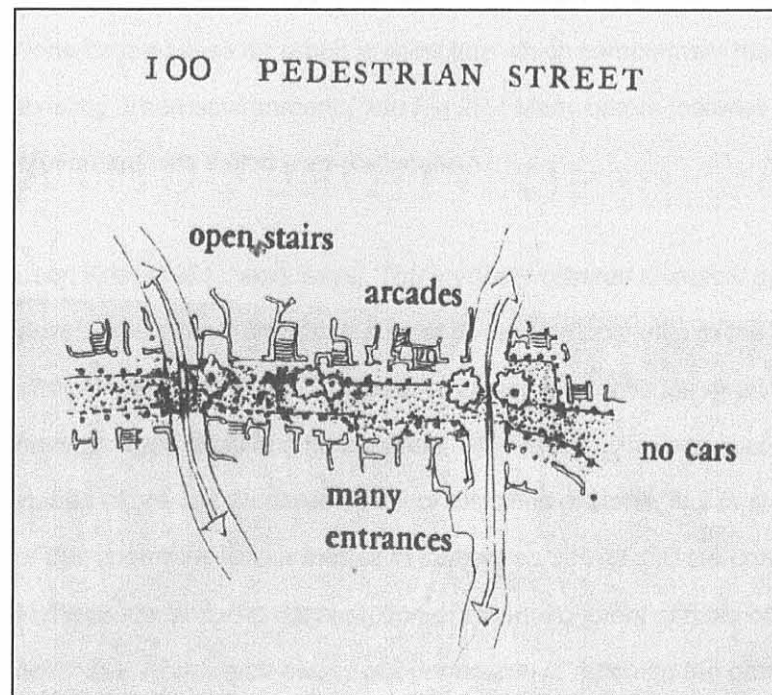 100 PEDESTRIAN STREET
open stairs
arcades
no cars
many
entrances